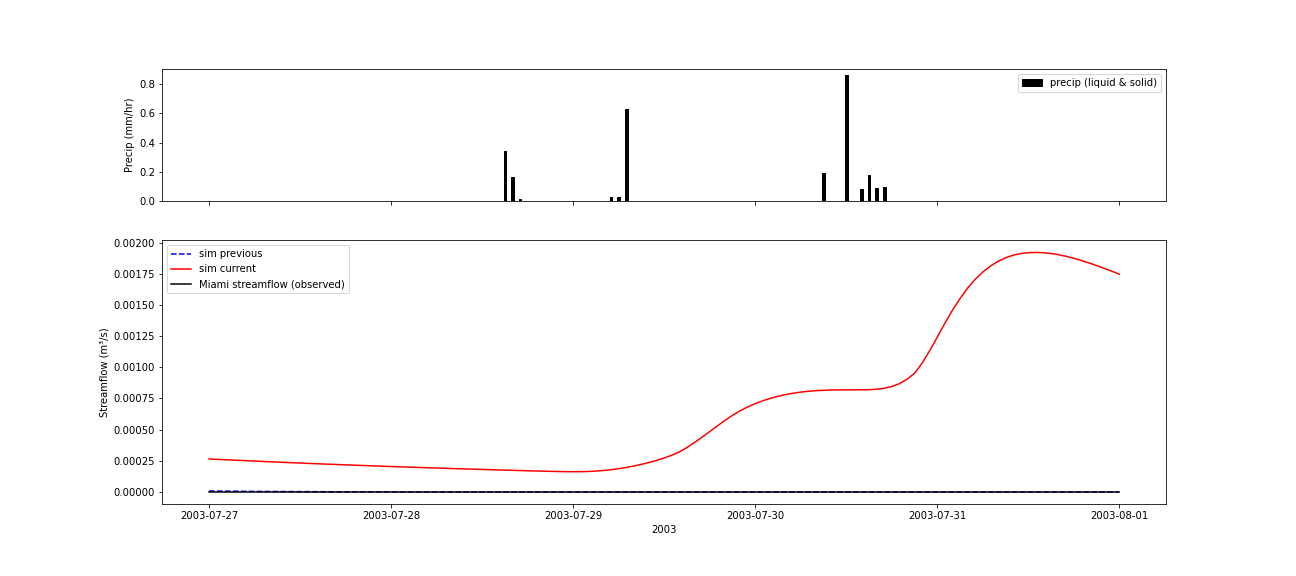 precip (liquid & solid)
Precip (mm/hr)
0.8
0.6
0.4
0.2
0.0
sim previous
sim current
Miami streamflow (observed)
Streamflow (m³/s)
0.00200
0.00175
0.00150
0.00125
0.00100
0.00075
0.00050
0.00025
0.00000
2003-07-27 2003-07-28 2003-07-29 2003-07-30 2003-07-31 2003-08-01
2003